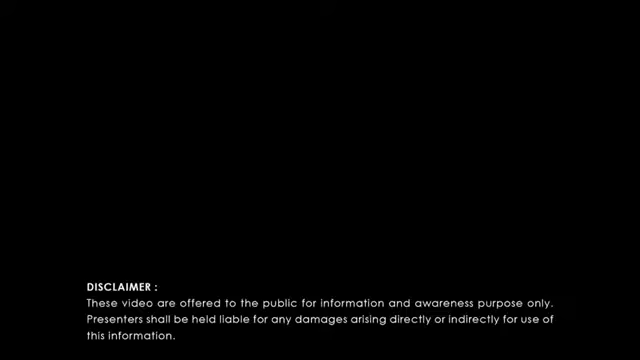 DISCLAIMER :
These video are offered to the public for information and awareness purpose only.
Presenters shall be held liable for any damages arising directly or indirectly for use of
this information.